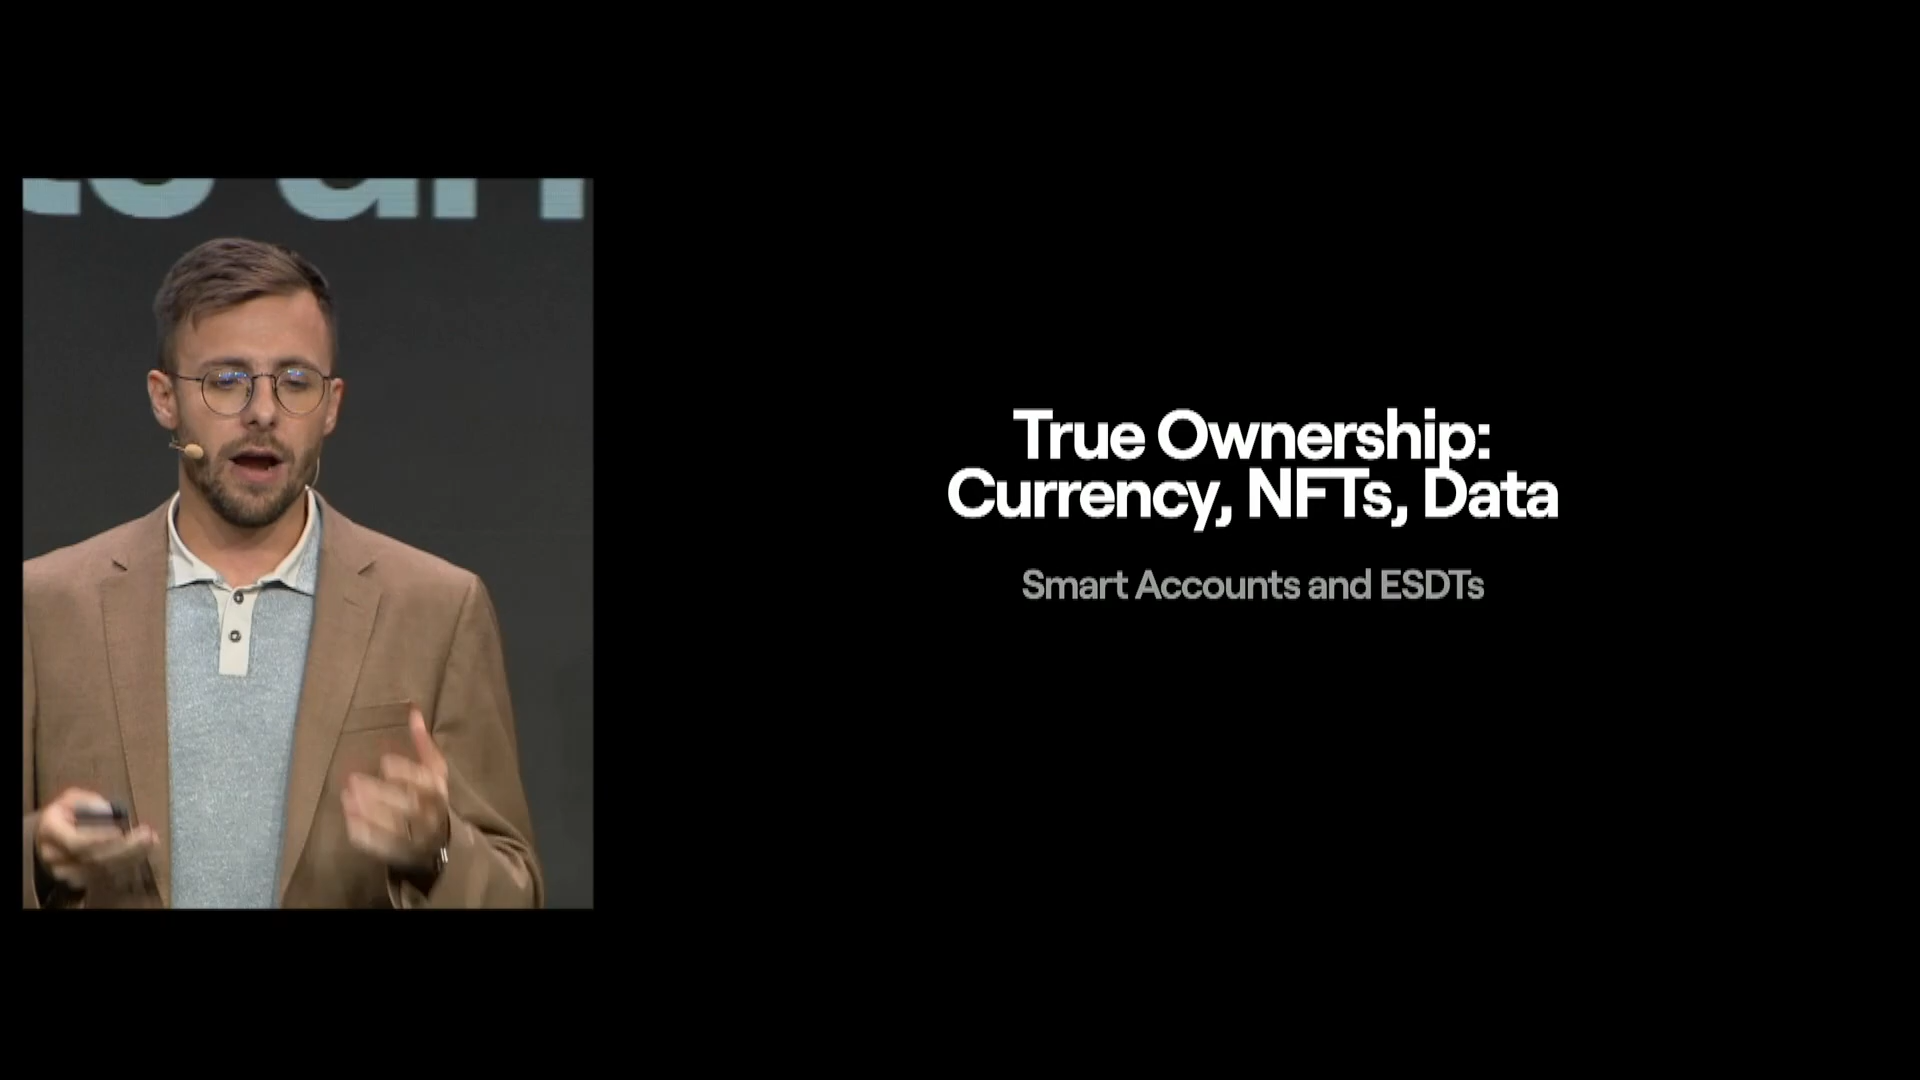 True Ownership:
Currency, NFTs, Data
Smart Accounts and ESDTs